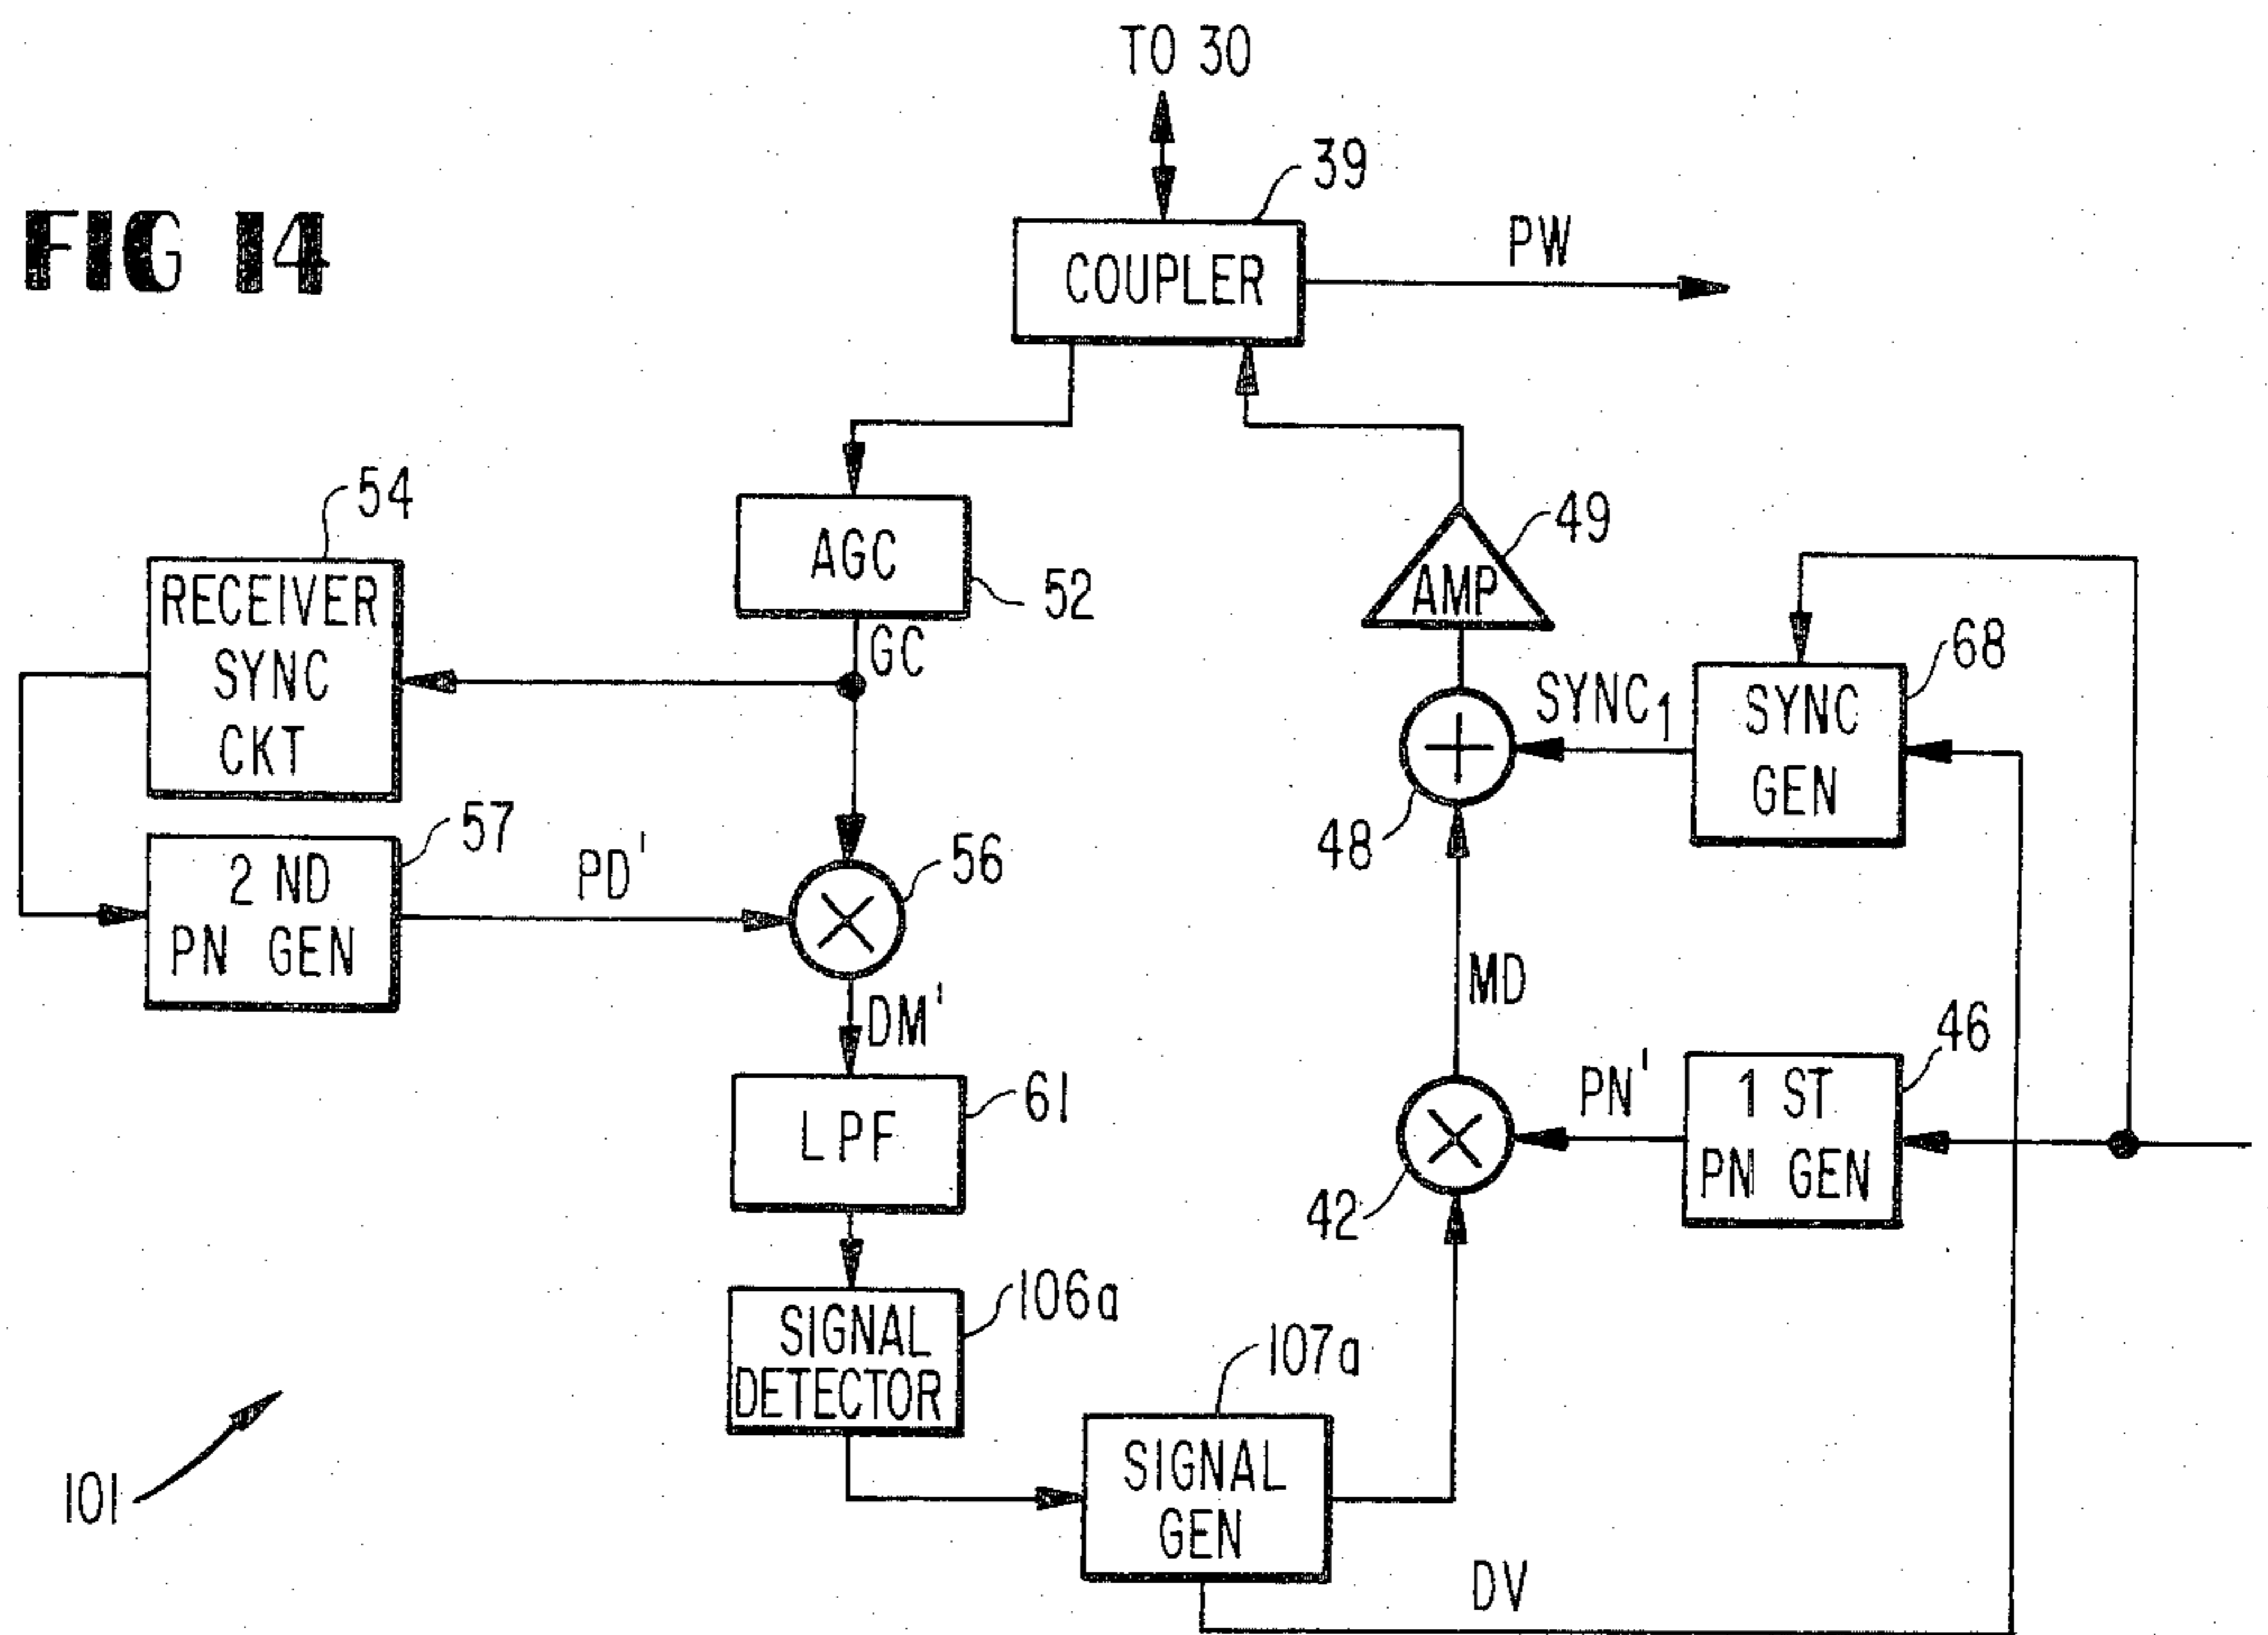 TO 30
39
FIG 14
COUPLER
PW
54
AGC
52
49
AMP
RECEIVER
SYNC
CKT
GC
68
SYNC1
SYNC
GEN
48
57
2 ND
PN GEN
PD'
56
DM'
MD
46
PN'
1 ST
PN GEN
61
LPF
42
106a
SIGNAL
DETECTOR
107a
SIGNAL
GEN
101
DV